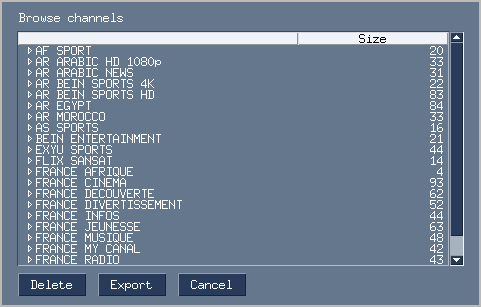 Browse channels
Size
AF SPORT 20
AR ARABIC HD 1080p 33
AR ARABIC NEWS 31
AR BEIN SPORTS 4K 22
AR BEIN SPORTS HD 83
AR EGYPT 84
AR MOROCCO 33
AS SPORTS 16
BEIN ENTERTAINMENT 21
EXYU SPORTS 44
FLIX SANSAT 14
FRANCE AFRIQUE 4
FRANCE CINEMA 93
FRANCE DECOUVERTE 62
FRANCE DIVERTISSEMENT 52
FRANCE INFOS 44
FRANCE JEUNESSE 63
FRANCE MUSIQUE 48
FRANCE MY CANAL 42
FRANCE RADIO 43
Delete Export Cancel